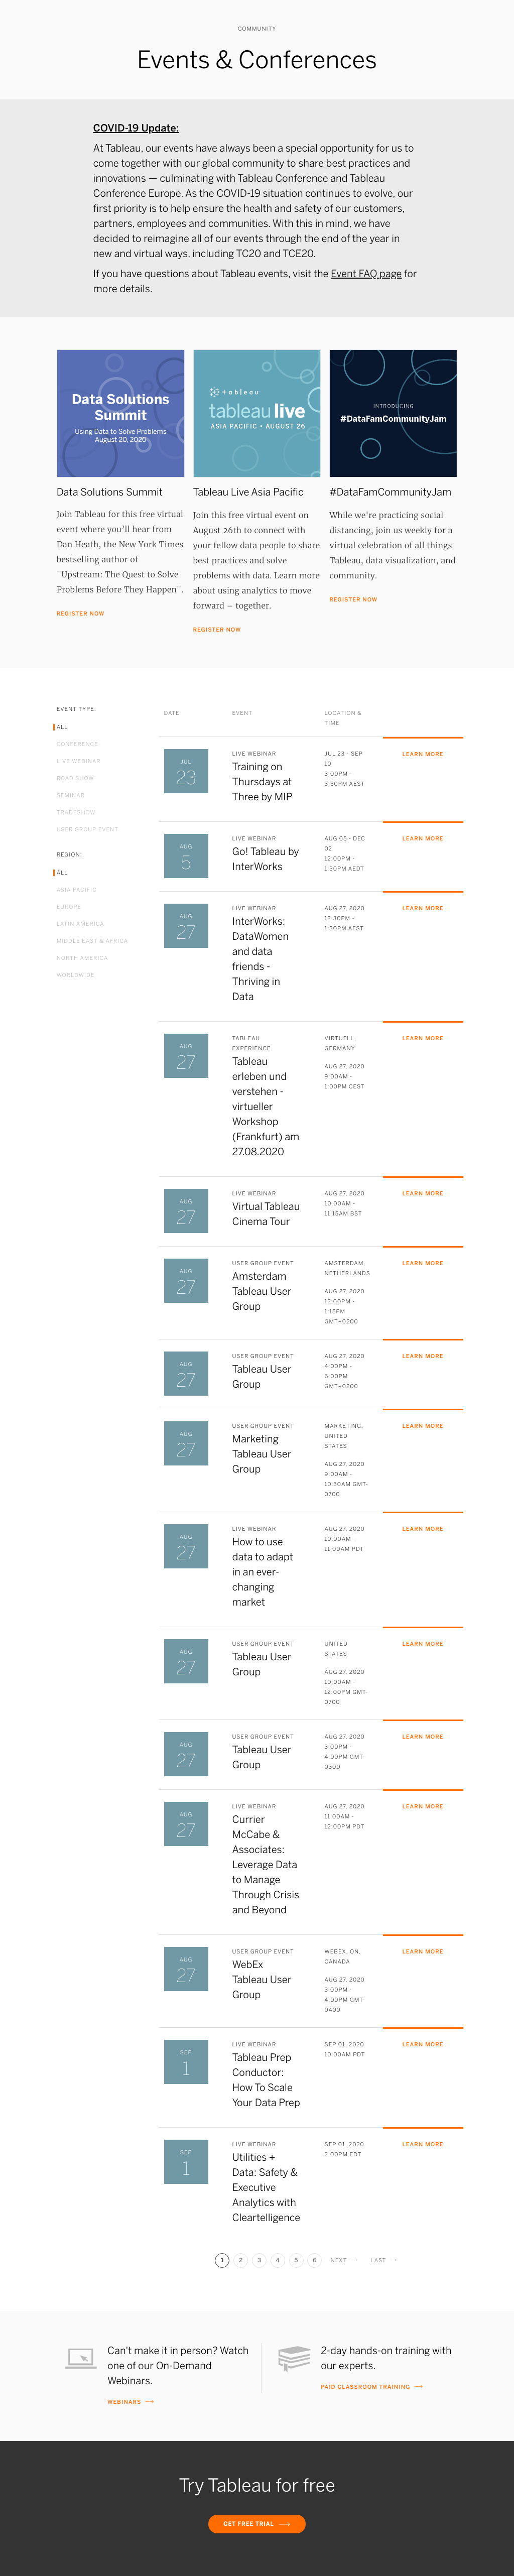 COMMUNITY
Events & Conferences
COVID-19 Update:
At Tableau, our events have always been a special opportunity for us to
come together with our global community to share best practices and
innovations — culminating with Tableau Conference and Tableau
Conference Europe. As the COVID-19 situation continues to evolve, our
first priority is to help ensure the health and safety of our customers,
partners, employees and communities. With this in mind, we have
decided to reimagine all of our events through the end of the year in
new and virtual ways, including TC20 and TCE20.
If you have questions about Tableau events, visit the Event FAQ page for
more details.
Data Solutions
Summit
Using Data to Solve Problems
August 20, 2020
Data Solutions Summit
Join Tableau for this free virtual
event where you'll hear from
Dan Heath, the New York Times
bestselling author of
"Upstream: The Quest to Solve
Problems Before They Happen".
REGISTER NOW
+ableau
tableau live
ASIA PACIFIC • AUGUST 26
Tableau Live Asia Pacific
Join this free virtual event on
August 26th to connect with
your fellow data people to share
best practices and solve
problems with data. Learn more
about using analytics to move
forward – together.
REGISTER NOW
INTRODUCING
#DataFamCommunityJam
#DataFamCommunityJam
While we're practicing social
distancing, join us weekly for a
virtual celebration of all things
Tableau, data visualization, and
community.
REGISTER NOW
EVENT TYPE:
ALL
CONFERENCE
LIVE WEBINAR
ROAD SHOW
SEMINAR
TRADESHOW
USER GROUP EVENT
REGION:
ALL
ASIA PACIFIC
EUROPE
LATIN AMERICA
MIDDLE EAST & AFRICA
NORTH AMERICA
WORLDWIDE
DATE
EVENT
LOCATION &
TIME
JUL
23
LIVE WEBINAR
Training on
Thursdays at
Three by MIP
JUL 23 - SEP
10
3:00PM -
3:30PM AEST
LEARN MORE
AUG
5
LIVE WEBINAR
Go! Tableau by
InterWorks
AUG 05 - DEC
02
12:00PM -
1:30PM AEDT
LEARN MORE
AUG
27
LIVE WEBINAR
InterWorks:
DataWomen
and data
friends -
Thriving in
Data
AUG 27, 2020
12:30PM -
1:30PM AEST
LEARN MORE
AUG
27
TABLEAU
EXPERIENCE
Tableau
erleben und
verstehen -
virtueller
Workshop
(Frankfurt) am
27.08.2020
VIRTUELL,
GERMANY
AUG 27, 2020
9:00AM -
1:00PM CEST
LEARN MORE
AUG
27
LIVE WEBINAR
Virtual Tableau
Cinema Tour
AUG 27, 2020
10:00AM -
11:15AM BST
LEARN MORE
AUG
27
USER GROUP EVENT
Amsterdam
Tableau User
Group
AMSTERDAM,
NETHERLANDS
AUG 27, 2020
12:00PM -
1:15PM
GMT+0200
LEARN MORE
AUG
27
USER GROUP EVENT
Tableau User
Group
AUG 27, 2020
4:00PM -
6:00PM
GMT+0200
LEARN MORE
AUG
27
USER GROUP EVENT
Marketing
Tableau User
Group
MARKETING,
UNITED
STATES
AUG 27, 2020
9:00AM -
10:30AM GMT-
0700
LEARN MORE
AUG
27
LIVE WEBINAR
How to use
data to adapt
in an ever-
changing
market
AUG 27, 2020
10:00AM -
11:00AM PDT
LEARN MORE
AUG
27
USER GROUP EVENT
Tableau User
Group
UNITED
STATES
AUG 27, 2020
10:00AM -
12:00PM GMT-
0700
LEARN MORE
AUG
27
USER GROUP EVENT
Tableau User
Group
AUG 27, 2020
3:00PM -
4:00PM GMT-
0300
LEARN MORE
AUG
27
LIVE WEBINAR
Currier
McCabe &
Associates:
Leverage Data
to Manage
Through Crisis
and Beyond
AUG 27, 2020
11:00AM -
12:00PM PDT
LEARN MORE
AUG
27
USER GROUP EVENT
WebEx
Tableau User
Group
WEBEX, ON,
CANADA
AUG 27, 2020
3:00PM -
4:00PM GMT-
0400
LEARN MORE
SEP
1
LIVE WEBINAR
Tableau Prep
Conductor:
How To Scale
Your Data Prep
SEP 01, 2020
10:00AM PDT
LEARN MORE
SEP
1
LIVE WEBINAR
Utilities +
Data: Safety &
Executive
Analytics with
Cleartelligence
SEP 01, 2020
2:00PM EDT
LEARN MORE
1 2 3 4 5 6 NEXT → LAST →
Can't make it in person? Watch
one of our On-Demand
Webinars.
WEBINARS →
2-day hands-on training with
our experts.
PAID CLASSROOM TRAINING →
Try Tableau for free
GET FREE TRIAL →